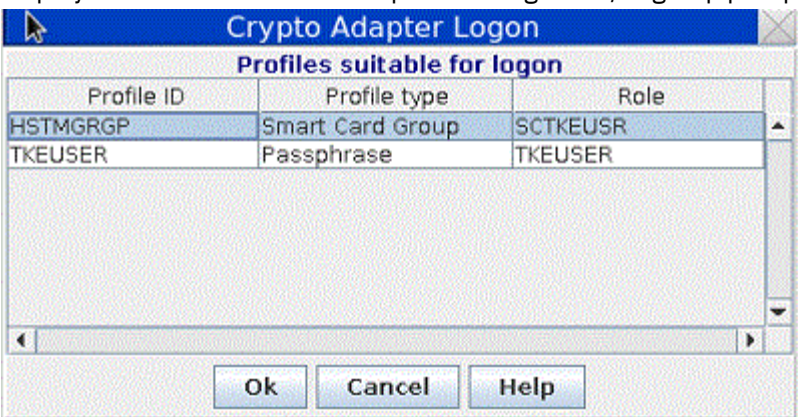 Crypto Adapter Logon
Profiles suitable for logon
Profile ID Profile type Role
HSTMGRGP Smart Card Group SCTKEUSR
TKEUSER Passphrase TKEUSER
Ok Cancel Help